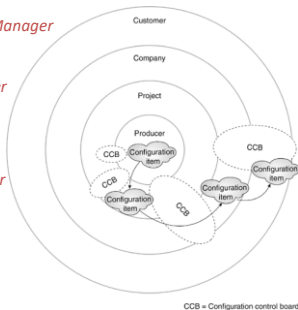 Customer
Manager
Company
Project
Producer
CCB
Configuration
item
CCB
CCB
Configuration
item
CCB
Configuration
item
Configuration
item
CCB
CCB = Configuration control board